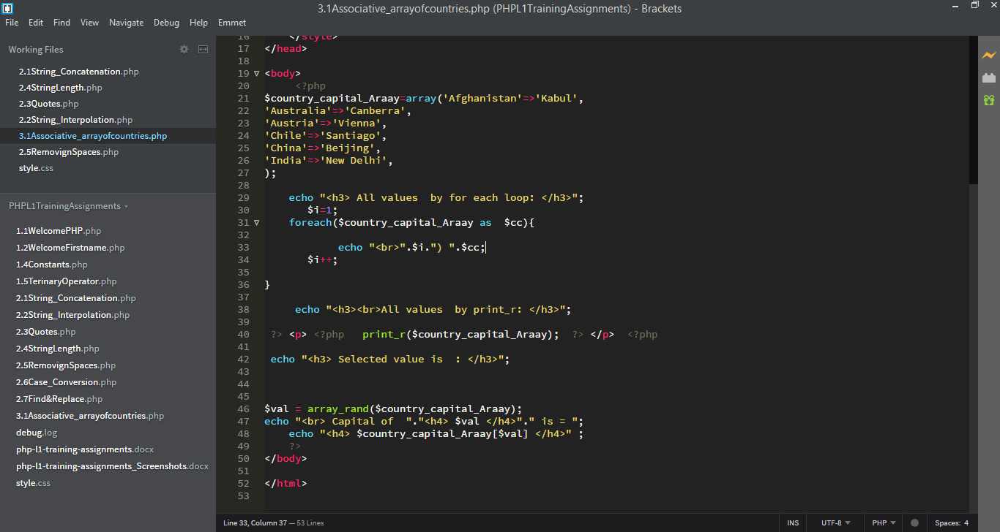 3.1Associative_arrayofcountries.php (PHPL1TrainingAssignments) - Brackets
File Edit Find View Navigate Debug Help Emmet
Working Files
2.1String_Concatenation.php
2.4StringLength.php
2.3Quotes.php
2.2String_Interpolation.php
3.1Associative_arrayofcountries.php
2.5RemovignSpaces.php
style.css
PHPL1TrainingAssignments
1.1WelcomePHP.php
1.2WelcomeFirstname.php
1.4Constants.php
1.5TerinaryOperator.php
2.1String_Concatenation.php
2.2String_Interpolation.php
2.3Quotes.php
2.4StringLength.php
2.5RemovignSpaces.php
2.6Case_Conversion.php
2.7Find&Replace.php
3.1Associative_arrayofcountries.php
debug.log
php-l1-training-assignments.docx
php-l1-training-assignments_Screenshots.docx
style.css
16 </style>
17 </head>
18
19 <body>
20 <?php
21 $country_capital_Araay=array('Afghanistan'=>'Kabul',
22 'Australia'=>'Canberra',
23 'Austria'=>'Vienna',
24 'Chile'=>'Santiago',
25 'China'=>'Beijing',
26 'India'=>'New Delhi',
27 );
28
29 echo "<h3> All values  by for each loop: </h3>";
30 $i=1;
31 foreach($country_capital_Araay as  $cc){
32
33 echo "<br>".$i.") ".$cc;
34 $i++;
35
36 }
37
38 echo "<h3><br>All values  by print_r: </h3>";
39
40 ?> <p> <?php   print_r($country_capital_Araay);  ?> </p>  <?php
41
42 echo "<h3> Selected value is  : </h3>";
43
44
45
46 $val = array_rand($country_capital_Araay);
47 echo "<br> Capital of  "."<h4> $val </h4>"." is = ";
48 echo "<h4> $country_capital_Araay[$val] </h4>" ;
49 ?>
50 </body>
51
52 </html>
53
Line 33, Column 37 — 53 Lines
INS UTF-8 PHP Spaces: 4